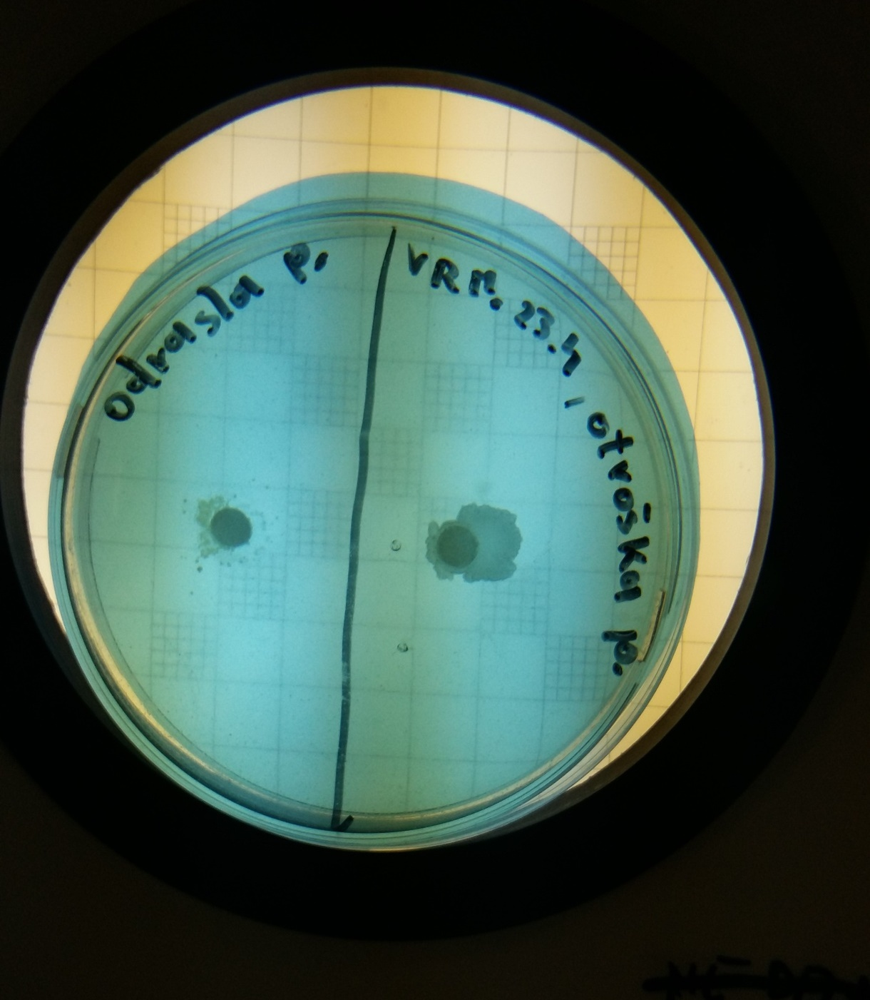 Odrasla p.
VRM. 23.4, otroška p.